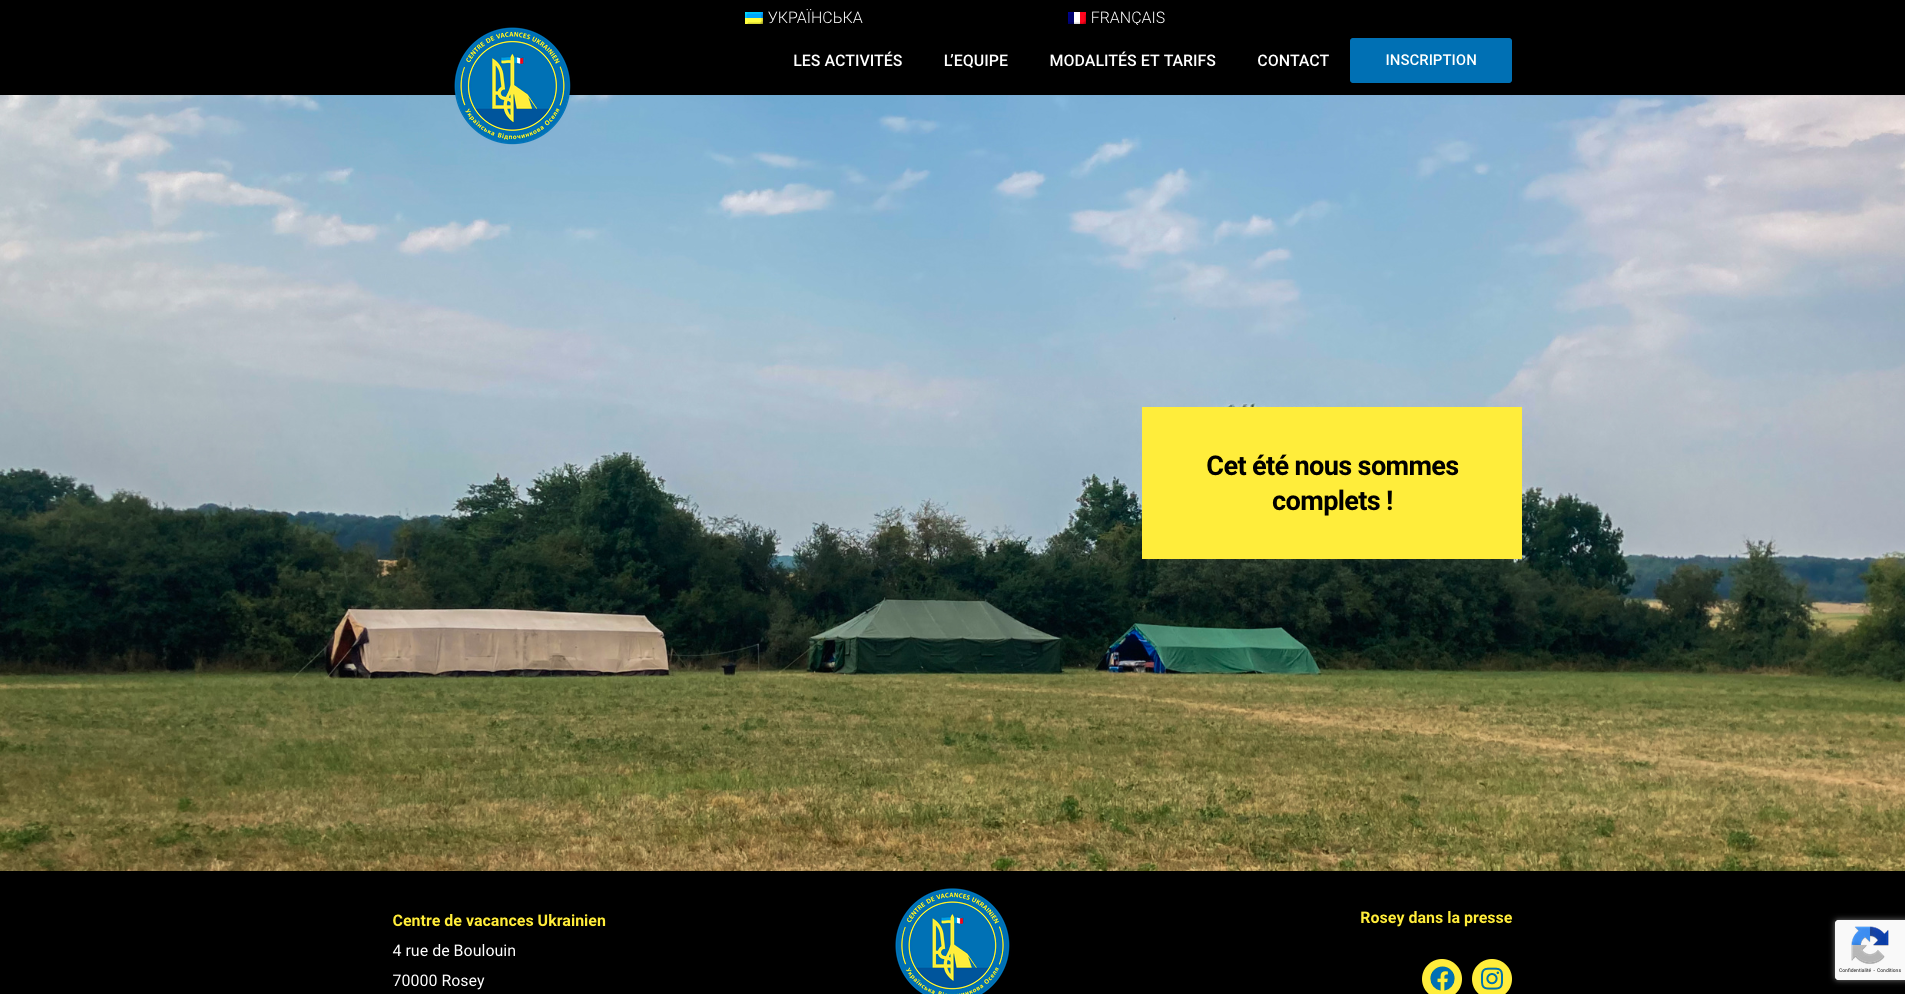 УКРАЇНСЬКА
FRANÇAIS
LES ACTIVITÉS
L’EQUIPE
MODALITÉS ET TARIFS
CONTACT
INSCRIPTION
CENTRE DE VACANCES UKRAINIEN
Українська Відпочинкова Оселя
Cet été nous sommes
complets !
Centre de vacances Ukrainien
4 rue de Boulouin
70000 Rosey
CENTRE DE VACANCES UKRAINIEN
Українська Відпочинкова Оселя
Rosey dans la presse
Confidentialité - Conditions